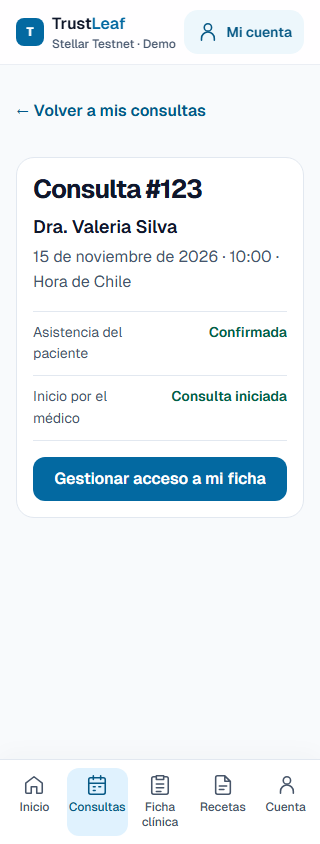 T
TrustLeaf
Stellar Testnet · Demo
Mi cuenta
← Volver a mis consultas
Consulta #123
Dra. Valeria Silva
15 de noviembre de 2026 · 10:00 ·
Hora de Chile
Asistencia del
paciente
Confirmada
Inicio por el
médico
Consulta iniciada
Gestionar acceso a mi ficha
Inicio
Consultas
Ficha
clínica
Recetas
Cuenta